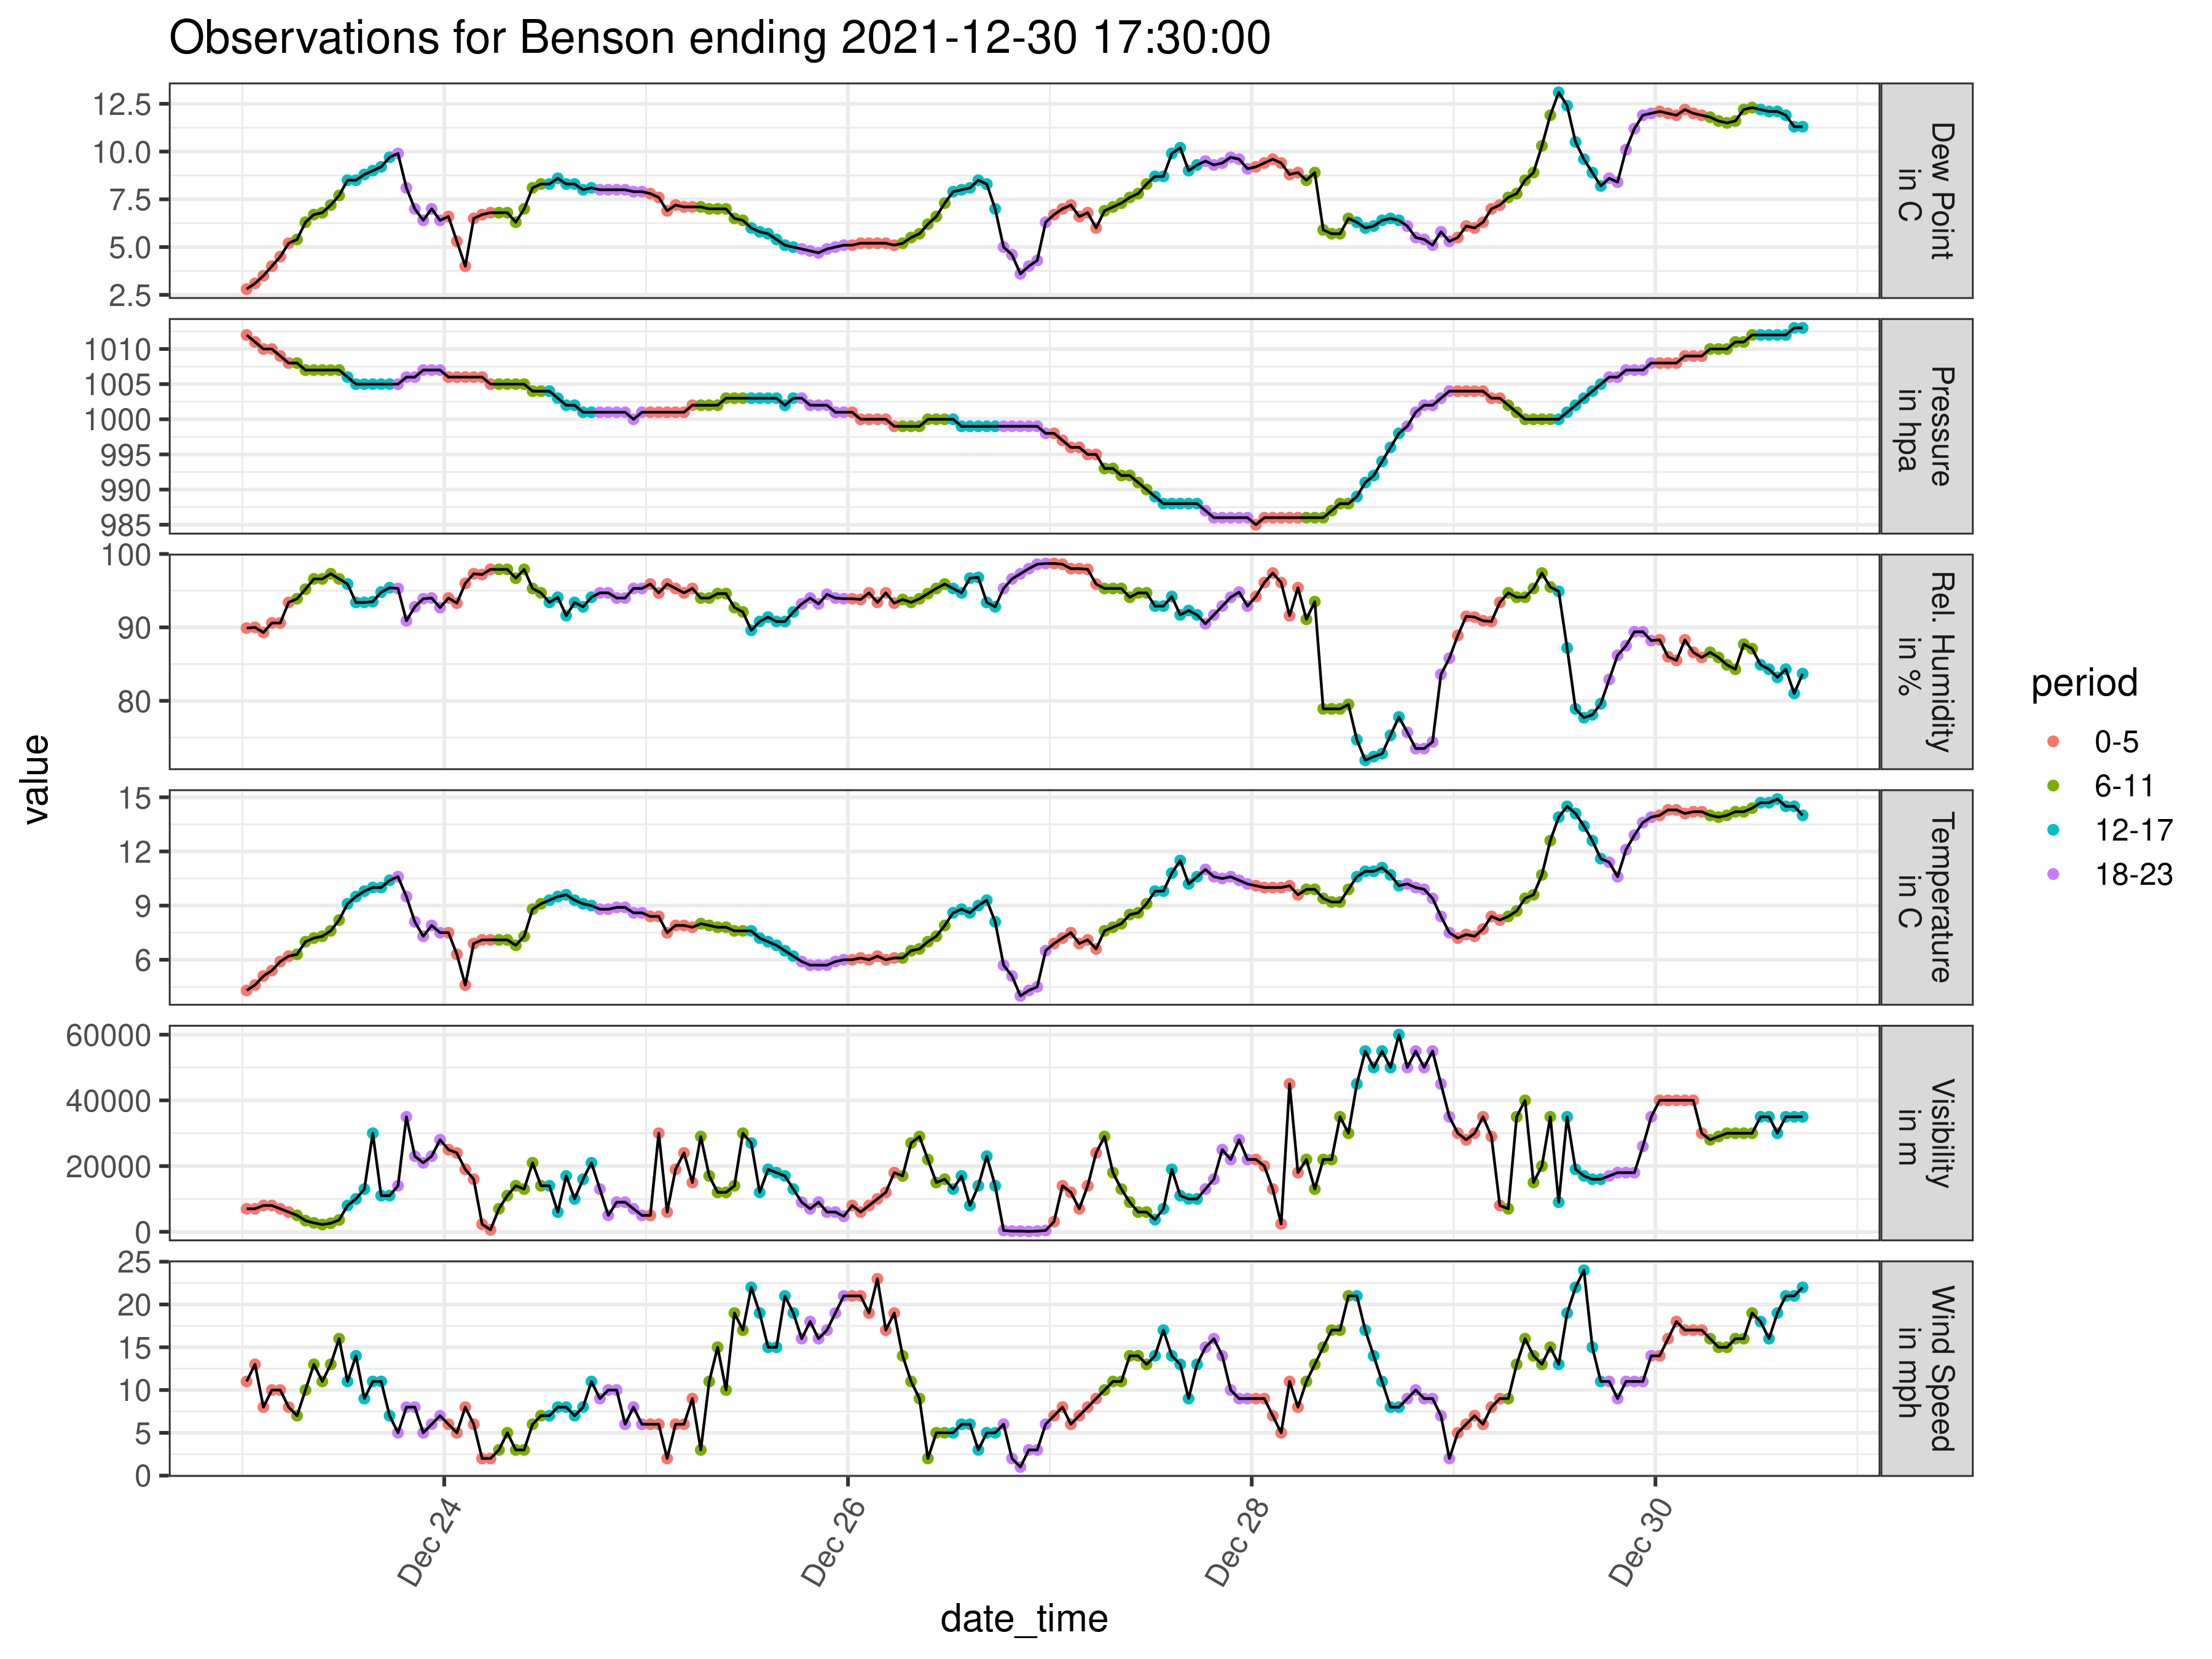 Observations for Benson ending 2021-12-30 17:30:00
value
12.5
10.0
7.5
5.0
2.5
Dew Point
in C
1010
1005
1000
995
990
985
Pressure
in hpa
100
90
80
Rel. Humidity
in %
15
12
9
6
Temperature
in C
60000
40000
20000
0
Visibility
in m
25
20
15
10
5
0
Wind Speed
in mph
Dec 24
Dec 26
Dec 28
Dec 30
date_time
period
0-5
6-11
12-17
18-23